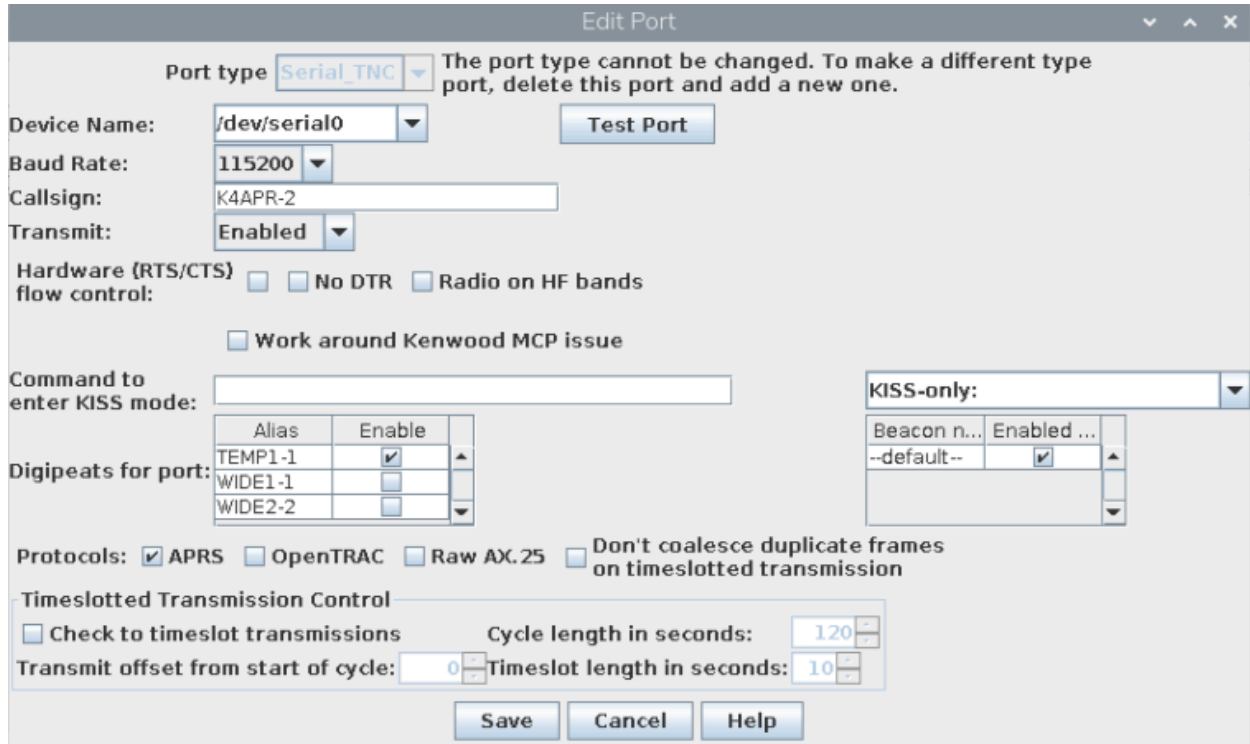 Edit Port
Port type Serial_TNC The port type cannot be changed. To make a different type
port, delete this port and add a new one.
Device Name: /dev/serial0 Test Port
Baud Rate: 115200
Callsign: K4APR-2
Transmit: Enabled
Hardware (RTS/CTS)
flow control: No DTR Radio on HF bands
Work around Kenwood MCP issue
Command to
enter KISS mode: KISS-only:
Alias Enable
Digipeats for port: TEMP1-1
WIDE1-1
WIDE2-2
Beacon n... Enabled ...
--default--
Protocols: APRS OpenTRAC Raw AX.25 Don't coalesce duplicate frames
on timeslotted transmission
Timeslotted Transmission Control
Check to timeslot transmissions Cycle length in seconds: 120
Transmit offset from start of cycle: 0 Timeslot length in seconds: 10
Save Cancel Help